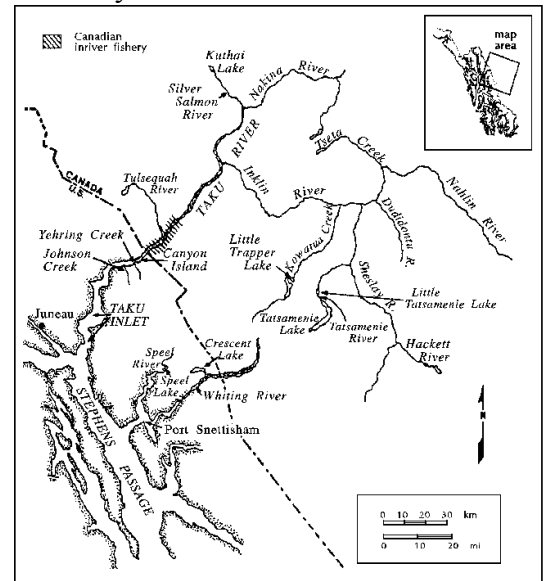 Canadian
inriver fishery
map
area
Kuthai
Lake
Silver
Salmon
River
Nakina River
TAKU RIVER
Tseta
Creek
CANADA
U.S.
Tulsequah
River
Inklin
River
Nahlin River
Dudidontu R.
Yehring Creek
Johnson
Creek
Canyon
Island
Little
Trapper
Lake
Kowatus Creek
Sheslay R.
Little
Tatsamenie Lake
Juneau
TAKU
INLET
Tatsamenie
Lake
Tatsamenie
River
Hackett
River
Crescent
Lake
Speel
River
Speel
Lake
Whiting River
STEPHENS
PASSAGE
Port Snettisham
N
0 10 20 30 km
0 10 20 mi